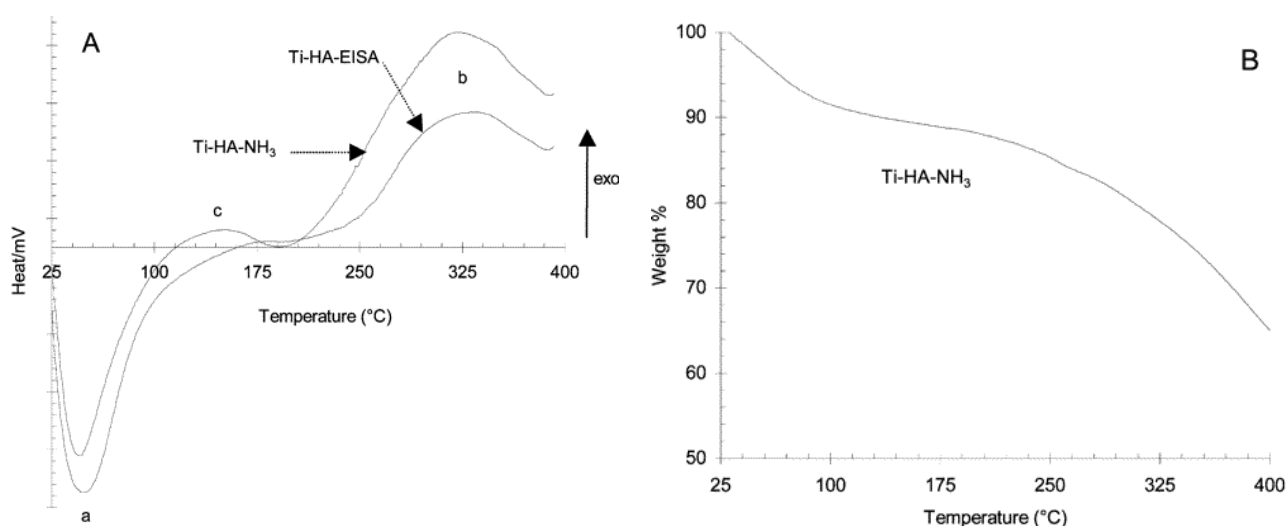 A
Ti-HA-EISA
b
Ti-HA-NH₃
exo
c
Heat/mV
25 100 175 250 325 400
Temperature (°C)
a
100
90
80
70
60
50
Weight %
B
Ti-HA-NH₃
25 100 175 250 325 400
Temperature (°C)